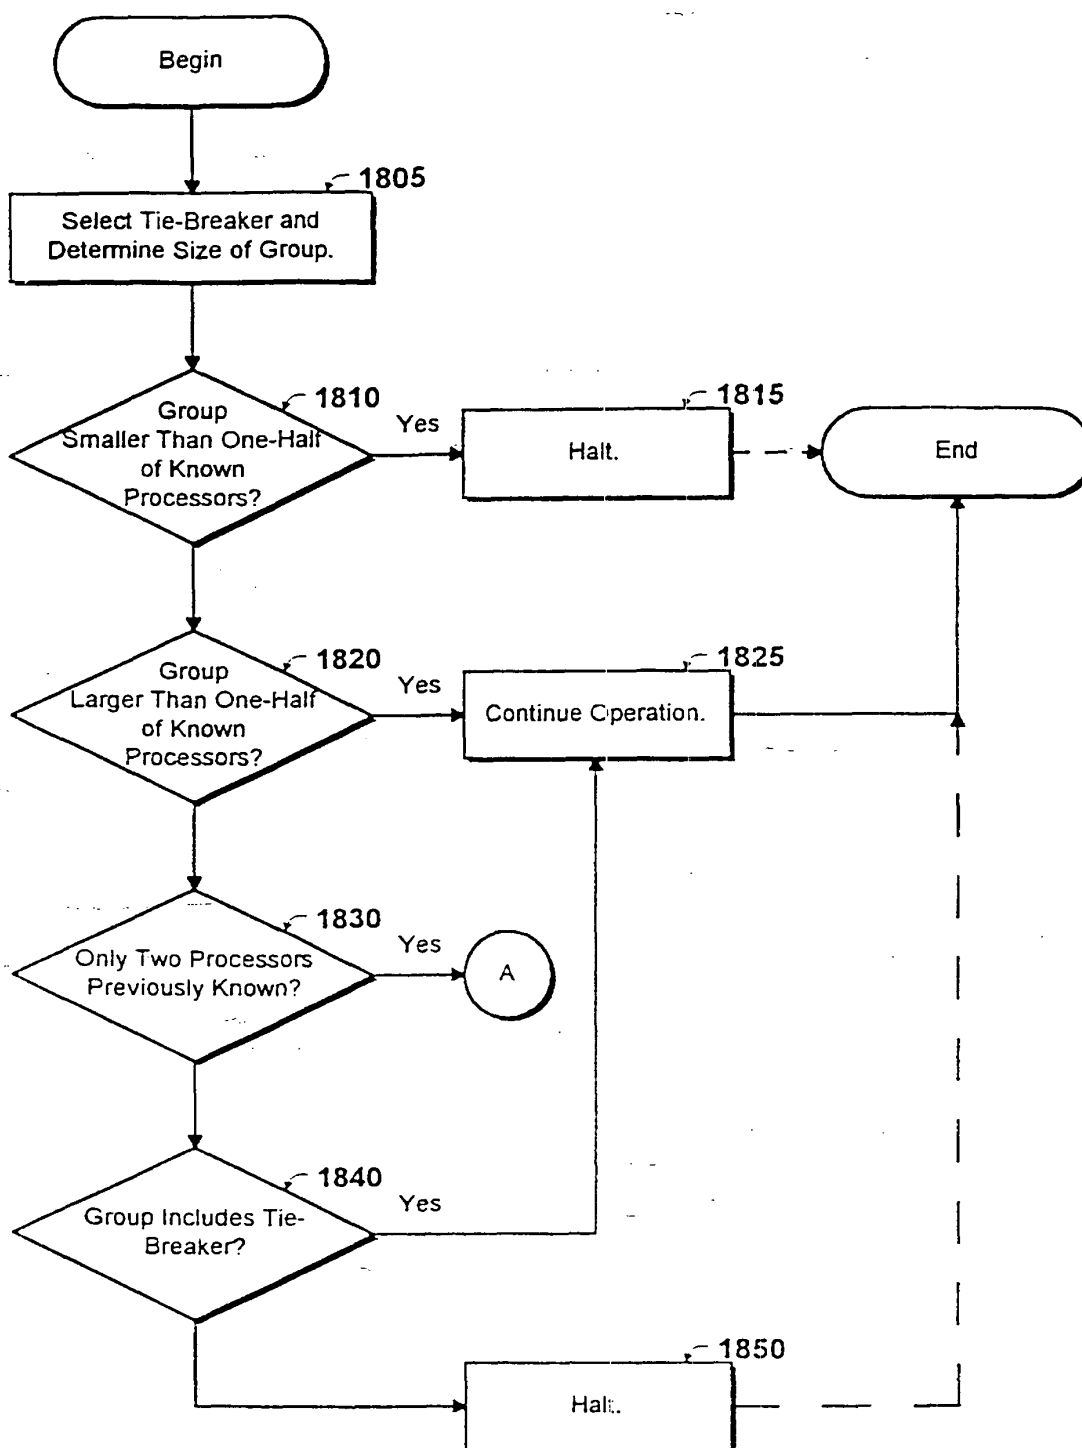 Begin
1805
Select Tie-Breaker and
Determine Size of Group.
1810
Group
Smaller Than One-Half
of Known
Processors?
Yes
1815
Halt.
End
1820
Group
Larger Than One-Half
of Known
Processors?
Yes
1825
Continue Operation.
1830
Only Two Processors
Previously Known?
Yes
A
1840
Group Includes Tie-
Breaker?
Yes
1850
Halt.